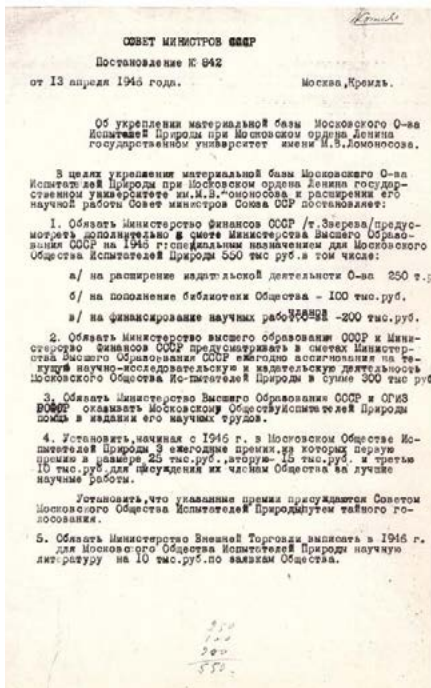 Копия
СОВЕТ МИНИСТРОВ СССР
Постановление № 842
от 13 апреля 1946 года. Москва, Кремль.
Об укреплении материальной базы Московского О-ва
Испытателей Природы при Московском ордена Ленина
государственном университет имени М.В.Ломоносова.
В целях укрепления материальной базы Московского О-ва
Испытателей Природы при Московском ордена Ленина государ-
ственном университете им.М.В.Ломоносова и расширения его
научной работы Совет министров Союза ССР постановляет:
1. Обязать Министерство Финансов СССР /т.Зверева/предус-
мотреть дополнительно в смете Министерства Высшего Образо-
вания СССР на 1946 г.специальным назначением для Московского
Общества Испытателей Природы 550 тыс руб.в том числе:
а/ на расширение издательской деятельсти О-ва 250 т.р
б/ на пополнение библиотеки Общества - 100 тыс.руб.
членов
в/ на финансирование научных работ О-ва -200 тыс.руб.
2. Обязать Министерство высшего образования СССР и Мини-
стерство Финансов СССР предусматривать в сметах Министер-
ства Высшего Образования СССР ежегодно ассигнования на те-
кущую научно-исследовательскую и издательскую деятельность
Московского Общества Ис-пытателей Природы в сумме 300 тыс руб
3. Обязать Министерство Высшего Образования СССР и ОГИЗ
оказывать Московскому ОбществуИспытателей Природы
помощь в издании его научных трудов.
4. Установить,начиная с 1946 г. в Московском Обществе Ис-
пытателей Природы 3 ежегодные премии,из которых первую
премию в размере 25 тыс.руб.,вторую- 15 тыс.руб. и третью
10 тыс.руб.для присуждения их членам Общества за лучшие
научные работы.
Установить,что указанные премии присуждаются Советом
Московского Общества Испытателей Природыпутем тайного го-
лосования.
5. Обязать Министерство Внешней Торговли выписать в 1946 г.
для Московского Общества Испытателей Природы научную
литературу на 10 тыс.руб.по заявкам Общества.
250
100
200
550.